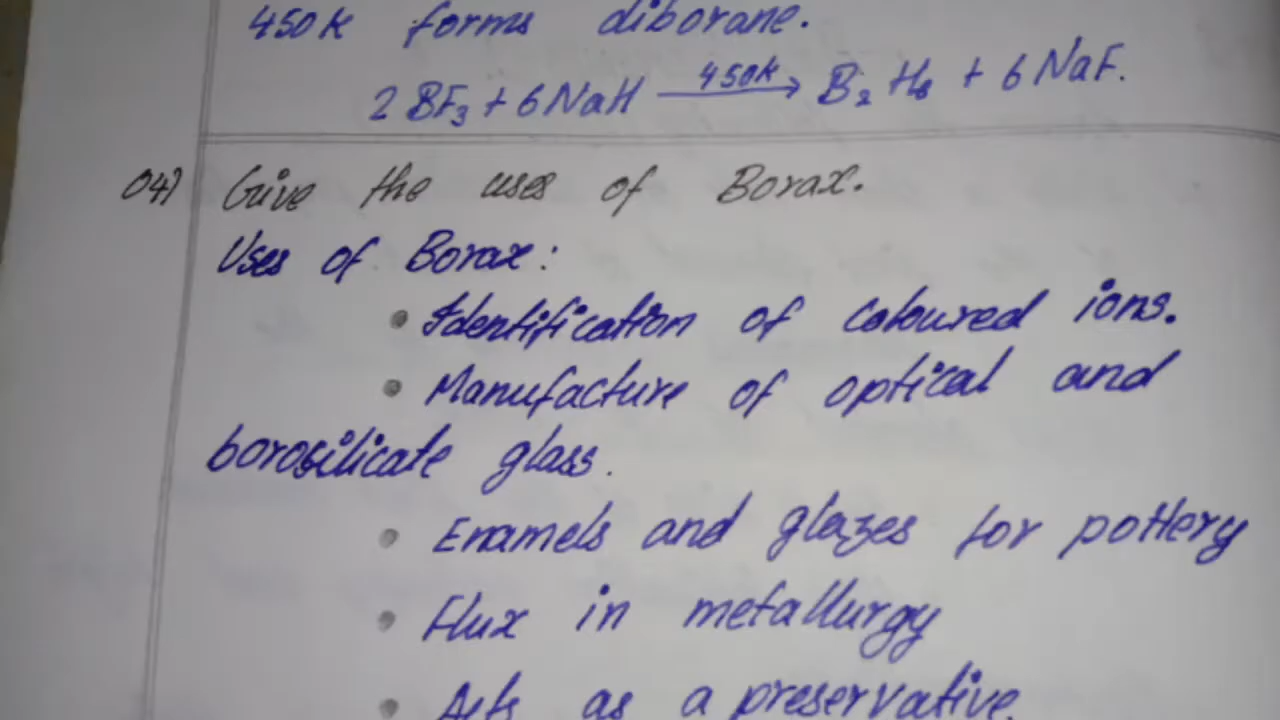 450K forms diborane.
2 BF₃ + 6 NaH 450K → B₂ H₆ + 6 NaF.
04) Give the uses of Borax.
Uses of Borax :
• Identification of coloured ions.
• Manufacture of optical and
borosilicate glass.
• Enamels and glazes for pottery
• Flux in metallurgy
• Acts as a preservative.